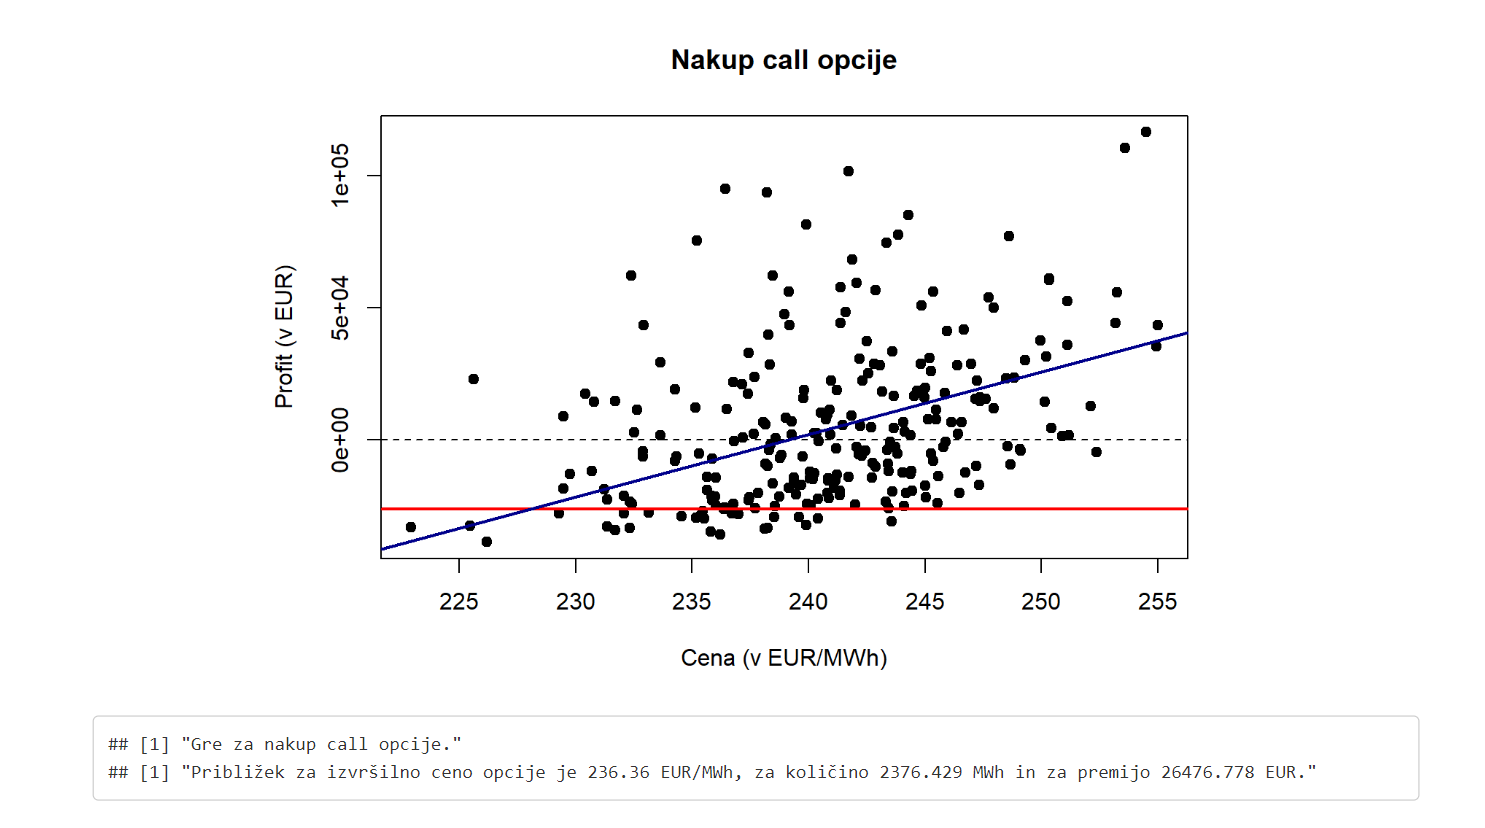 Nakup call opcije
Profit (v EUR)
1e+05
5e+04
0e+00
225 230 235 240 245 250 255
Cena (v EUR/MWh)
## [1] "Gre za nakup call opcije."
## [1] "Približek za izvršilno ceno opcije je 236.36 EUR/MWh, za količino 2376.429 MWh in za premijo 26476.778 EUR."